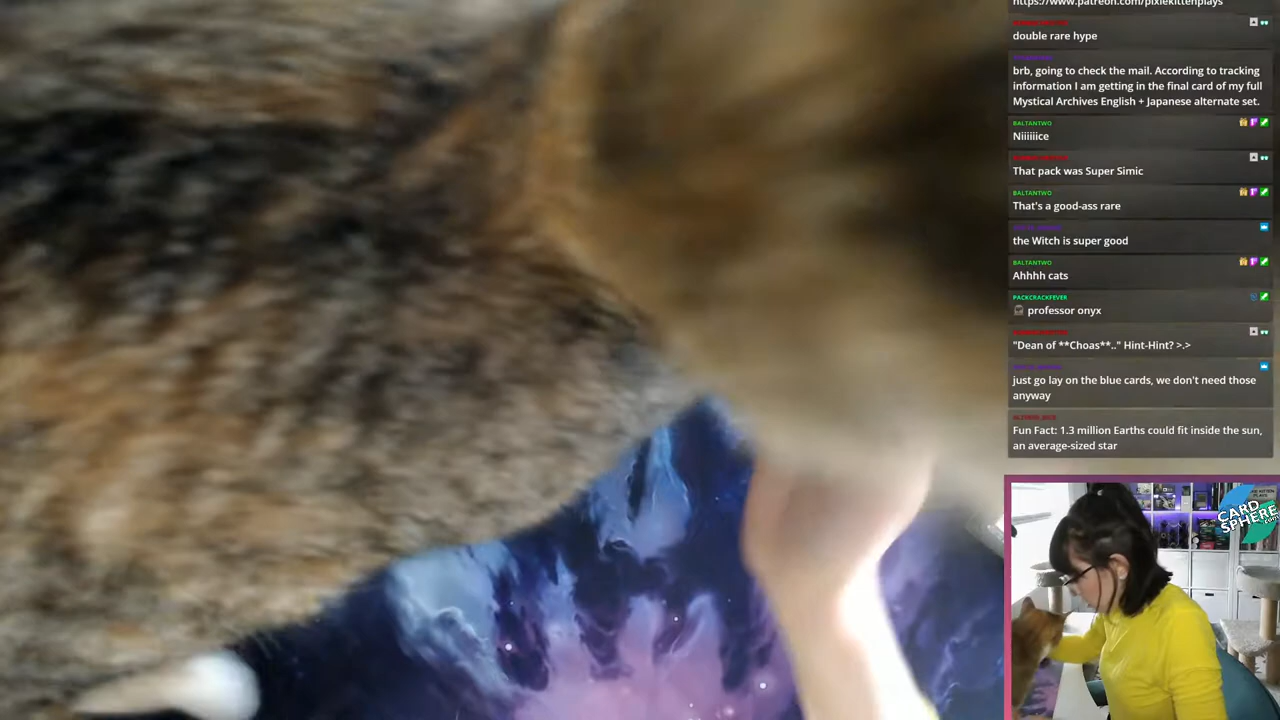 https://www.patreon.com/pixiekittenplays
double rare hype
brb, going to check the mail. According to tracking
information I am getting in the final card of my full
Mystical Archives English + Japanese alternate set.
BALTANTWO
Niiiiiice
That pack was Super Simic
BALTANTWO
That's a good-ass rare
the Witch is super good
BALTANTWO
Ahhhh cats
PACKCRACKFEVER
professor onyx
"Dean of **Choas**.." Hint-Hint? >.>
just go lay on the blue cards, we don't need those
anyway
Fun Fact: 1.3 million Earths could fit inside the sun,
an average-sized star
CARD
SPHERE
.com